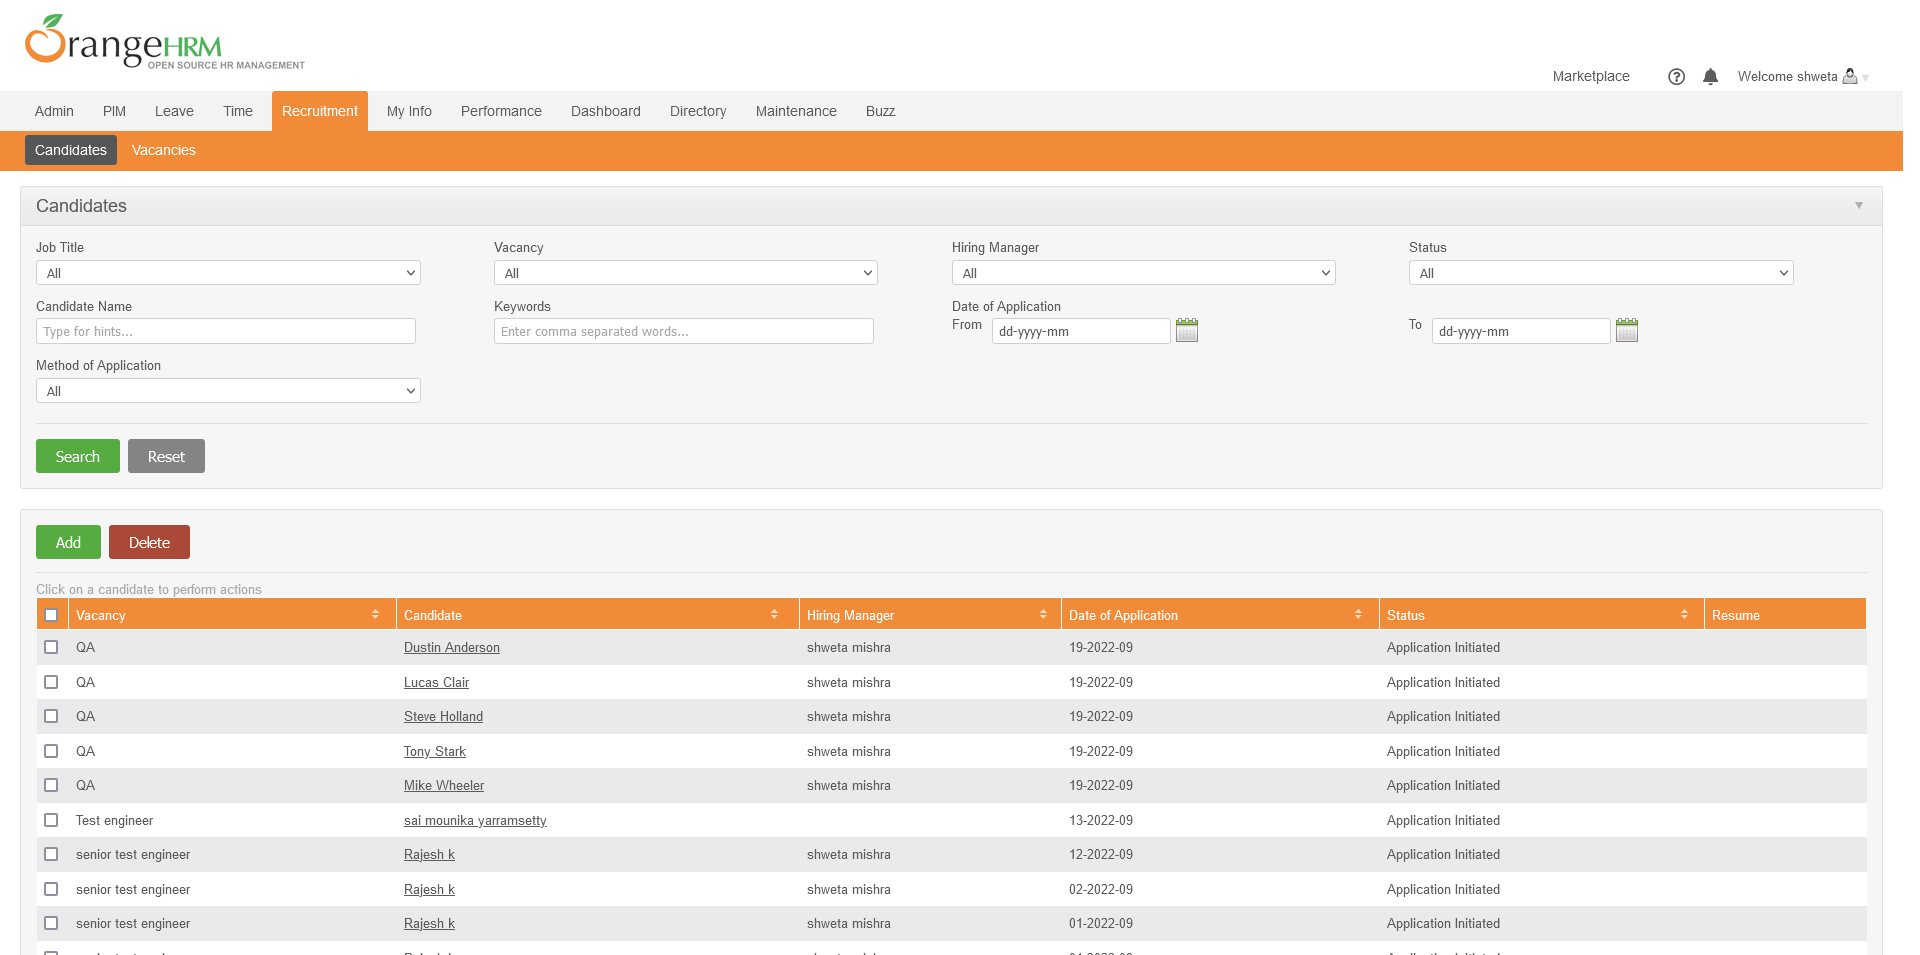 OrangeHRM
OPEN SOURCE HR MANAGEMENT
Marketplace Welcome shweta
Admin PIM Leave Time Recruitment My Info Performance Dashboard Directory Maintenance Buzz
Candidates Vacancies
Candidates
Job Title Vacancy Hiring Manager Status
All All All All
Candidate Name Keywords Date of Application
Type for hints... Enter comma separated words... From dd-yyyy-mm To dd-yyyy-mm
Method of Application
All
Search Reset
Add Delete
Click on a candidate to perform actions
Vacancy Candidate Hiring Manager Date of Application Status Resume
QA Dustin Anderson shweta mishra 19-2022-09 Application Initiated
QA Lucas Clair shweta mishra 19-2022-09 Application Initiated
QA Steve Holland shweta mishra 19-2022-09 Application Initiated
QA Tony Stark shweta mishra 19-2022-09 Application Initiated
QA Mike Wheeler shweta mishra 19-2022-09 Application Initiated
Test engineer sai mounika yarramsetty 13-2022-09 Application Initiated
senior test engineer Rajesh k shweta mishra 12-2022-09 Application Initiated
senior test engineer Rajesh k shweta mishra 02-2022-09 Application Initiated
senior test engineer Rajesh k shweta mishra 01-2022-09 Application Initiated